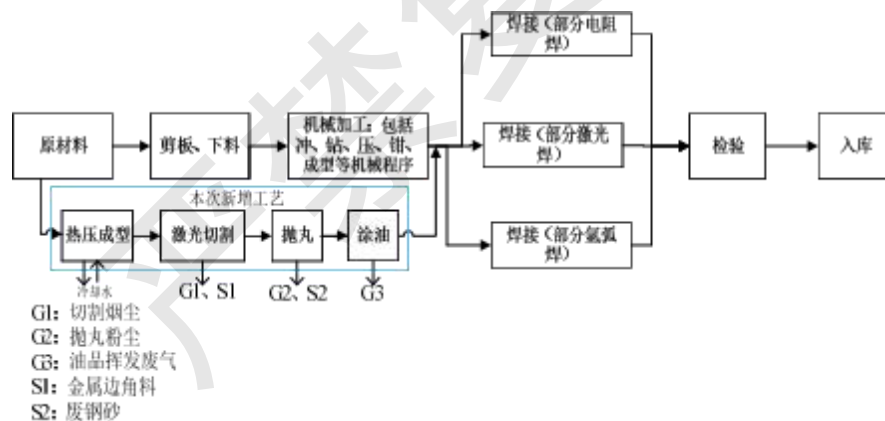 焊接（部分电阻
焊）
原材料
剪板、下料
机械加工：包括
冲、钻、压、钳、
成型等机械程序
焊接（部分激光
焊）
检验
入库
本次新增工艺
热压成型
激光切割
抛丸
涂油
焊接（部分氩弧
焊）
冷却水
G1、S1
G2、S2
G3
G1：切割烟尘
G2：抛丸粉尘
G3：油品挥发废气
S1：金属边角料
S2：废钢砂
严禁